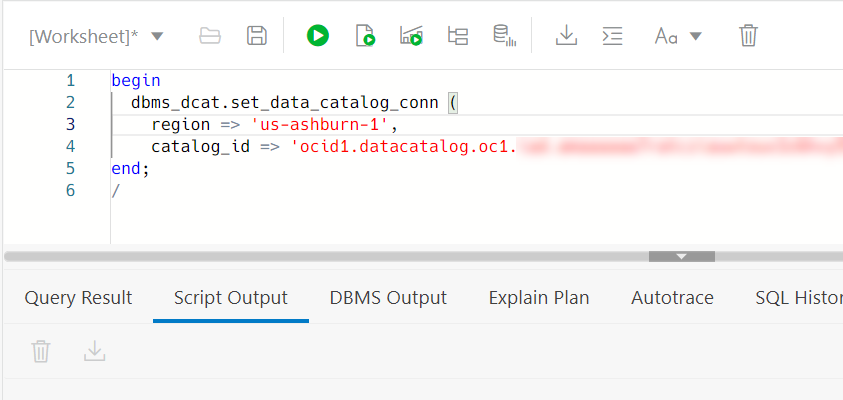 [Worksheet]*
Aa
1 begin
2 dbms_dcat.set_data_catalog_conn (
3 region => 'us-ashburn-1',
4 catalog_id => 'ocid1.datacatalog.oc1.
5 end;
6 /
Query Result Script Output DBMS Output Explain Plan Autotrace SQL Histor